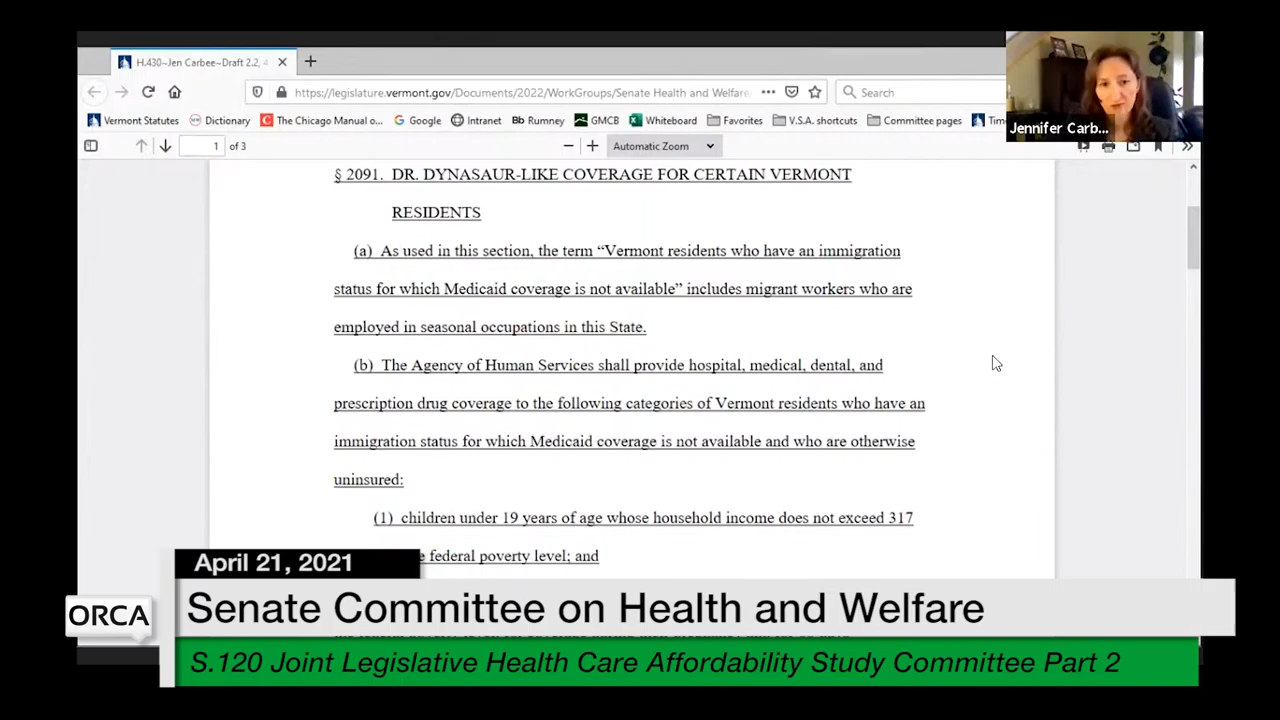 H.430~Jen Carbee~Draft 2.2, 4
https://legislature.vermont.gov/Documents/2022/WorkGroups/Senate Health and Welfare
Search
Vermont Statutes
Dictionary
The Chicago Manual o...
Google
Intranet
Bb Rumney
GMCB
Whiteboard
Favorites
V.S.A. shortcuts
Committee pages
Jennifer Carb...
1 of 3
Automatic Zoom
§ 2091. DR. DYNASAUR-LIKE COVERAGE FOR CERTAIN VERMONT
RESIDENTS
(a) As used in this section, the term “Vermont residents who have an immigration
status for which Medicaid coverage is not available” includes migrant workers who are
employed in seasonal occupations in this State.
(b) The Agency of Human Services shall provide hospital, medical, dental, and
prescription drug coverage to the following categories of Vermont residents who have an
immigration status for which Medicaid coverage is not available and who are otherwise
uninsured:
(1) children under 19 years of age whose household income does not exceed 317
federal poverty level; and
April 21, 2021
ORCA
Senate Committee on Health and Welfare
S.120 Joint Legislative Health Care Affordability Study Committee Part 2